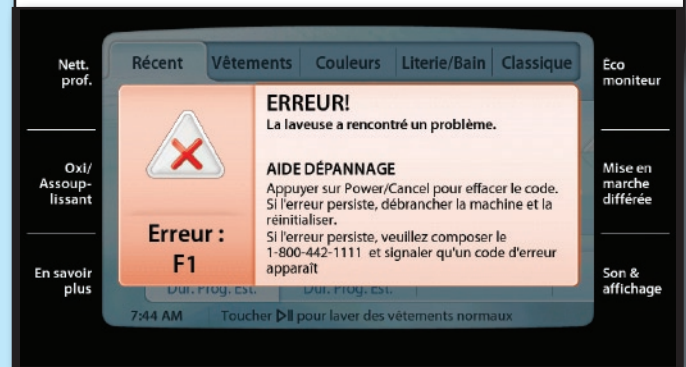 Nett.
prof.
Oxi/
Assoup-
lissant
En savoir
plus
Récent Vêtements Couleurs Literie/Bain Classique
ERREUR!
La laveuse a rencontré un problème.
AIDE DÉPANNAGE
Appuyer sur Power/Cancel pour effacer le code.
Si l'erreur persiste, débrancher la machine et la
réinitialiser.
Si l'erreur persiste, veuillez composer le
1-800-442-1111 et signaler qu'un code d'erreur
apparaît
Erreur :
F1
Dur. Prog. Est. Dur. Prog. Est.
7:44 AM Toucher ▷II pour laver des vêtements normaux
Éco
moniteur
Mise en
marche
différée
Son &
affichage